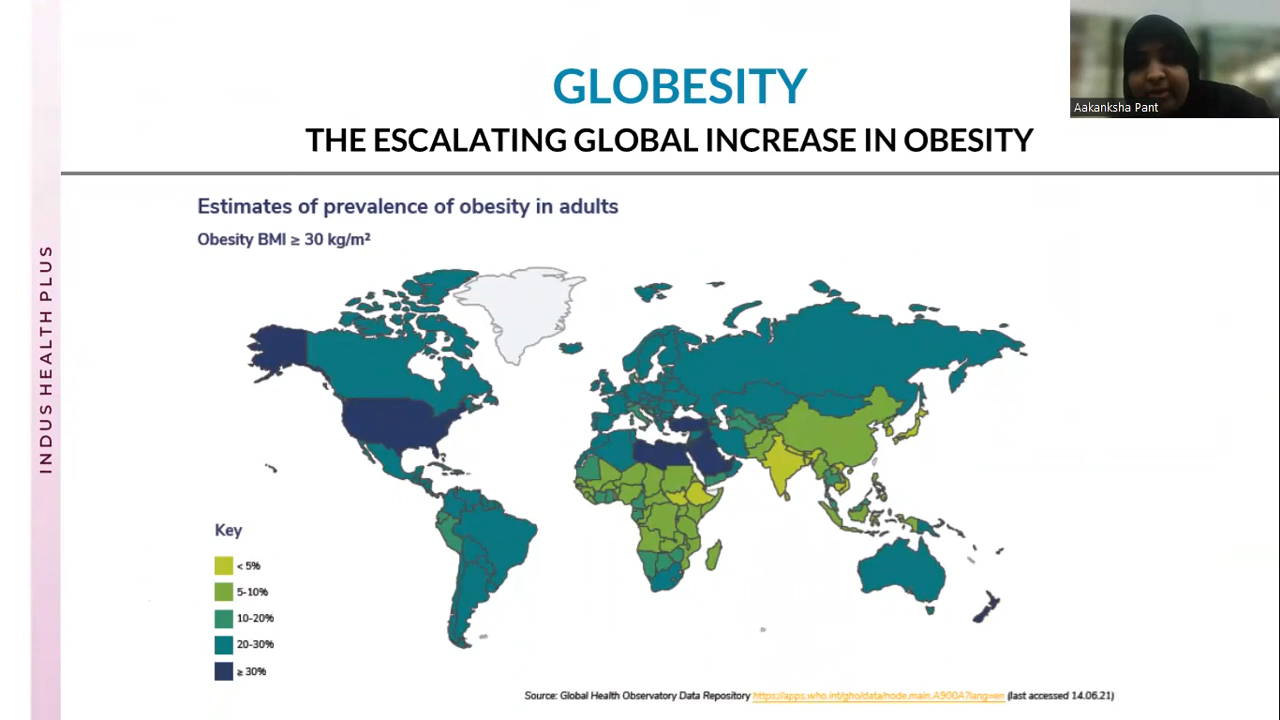 GLOBESITY
THE ESCALATING GLOBAL INCREASE IN OBESITY
Aakanksha Pant
INDUS HEALTH PLUS
Estimates of prevalence of obesity in adults
Obesity BMI ≥ 30 kg/m²
Key
< 5%
5-10%
10-20%
20-30%
≥ 30%
Source: Global Health Observatory Data Repository https://apps.who.int/gho/data/node.main.A900A?lang=en (last accessed 14.06.21)